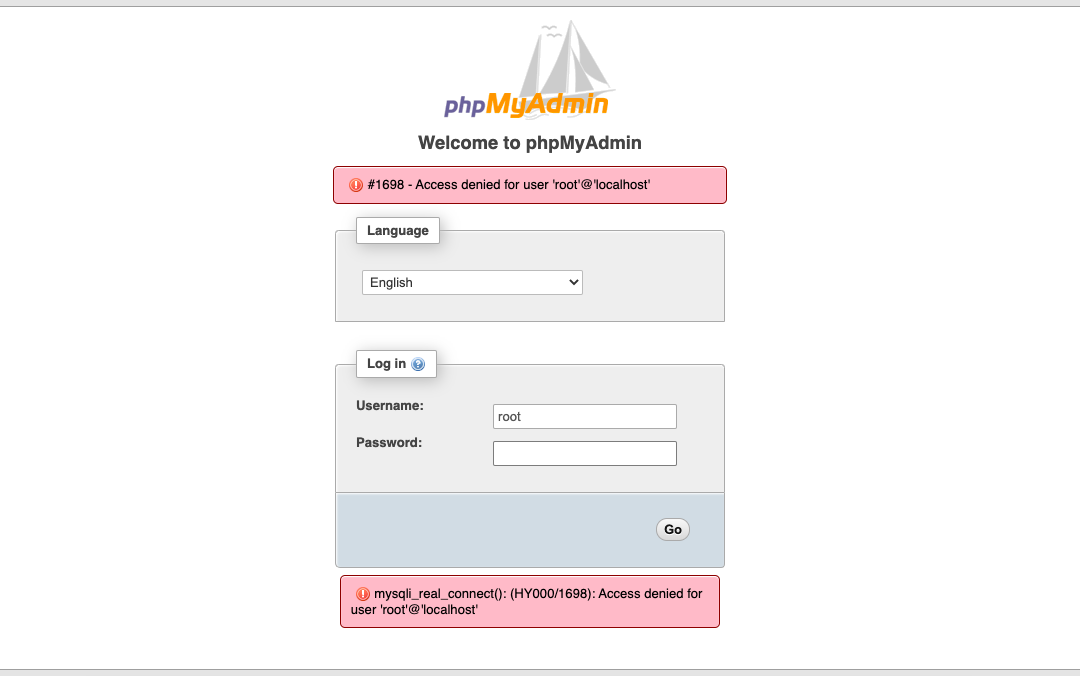 phpMyAdmin
Welcome to phpMyAdmin
#1698 - Access denied for user 'root'@'localhost'
Language
English
Log in
Username:
root
Password:
Go
mysqli_real_connect(): (HY000/1698): Access denied for
user 'root'@'localhost'